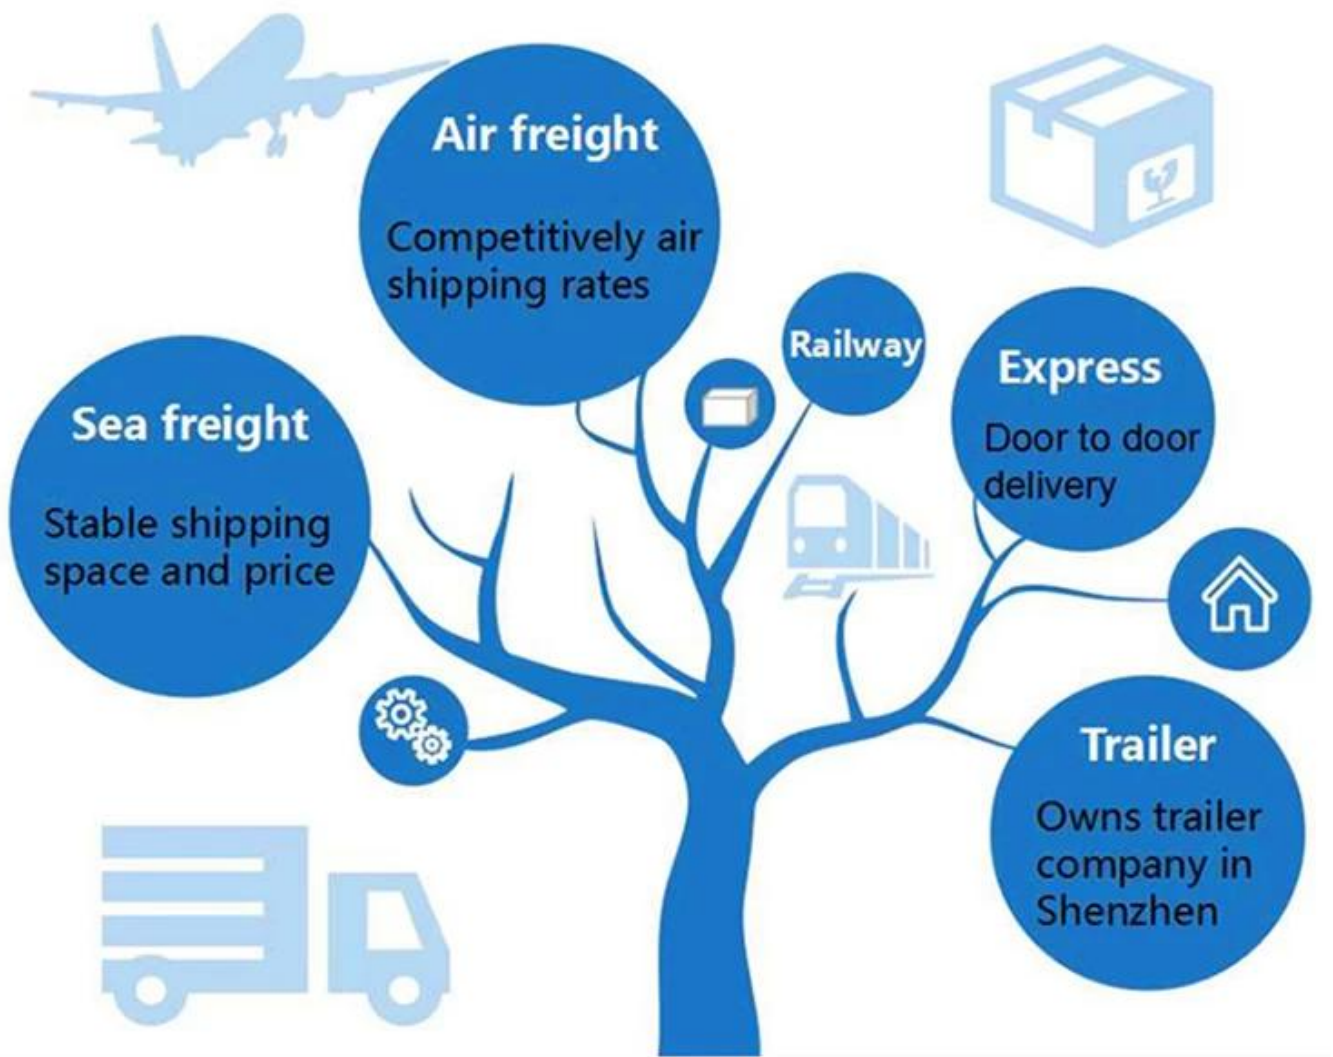 Air freight
Competitively air
shipping rates
Railway
Express
Door to door
delivery
Sea freight
Stable shipping
space and price
Trailer
Owns trailer
company in
Shenzhen